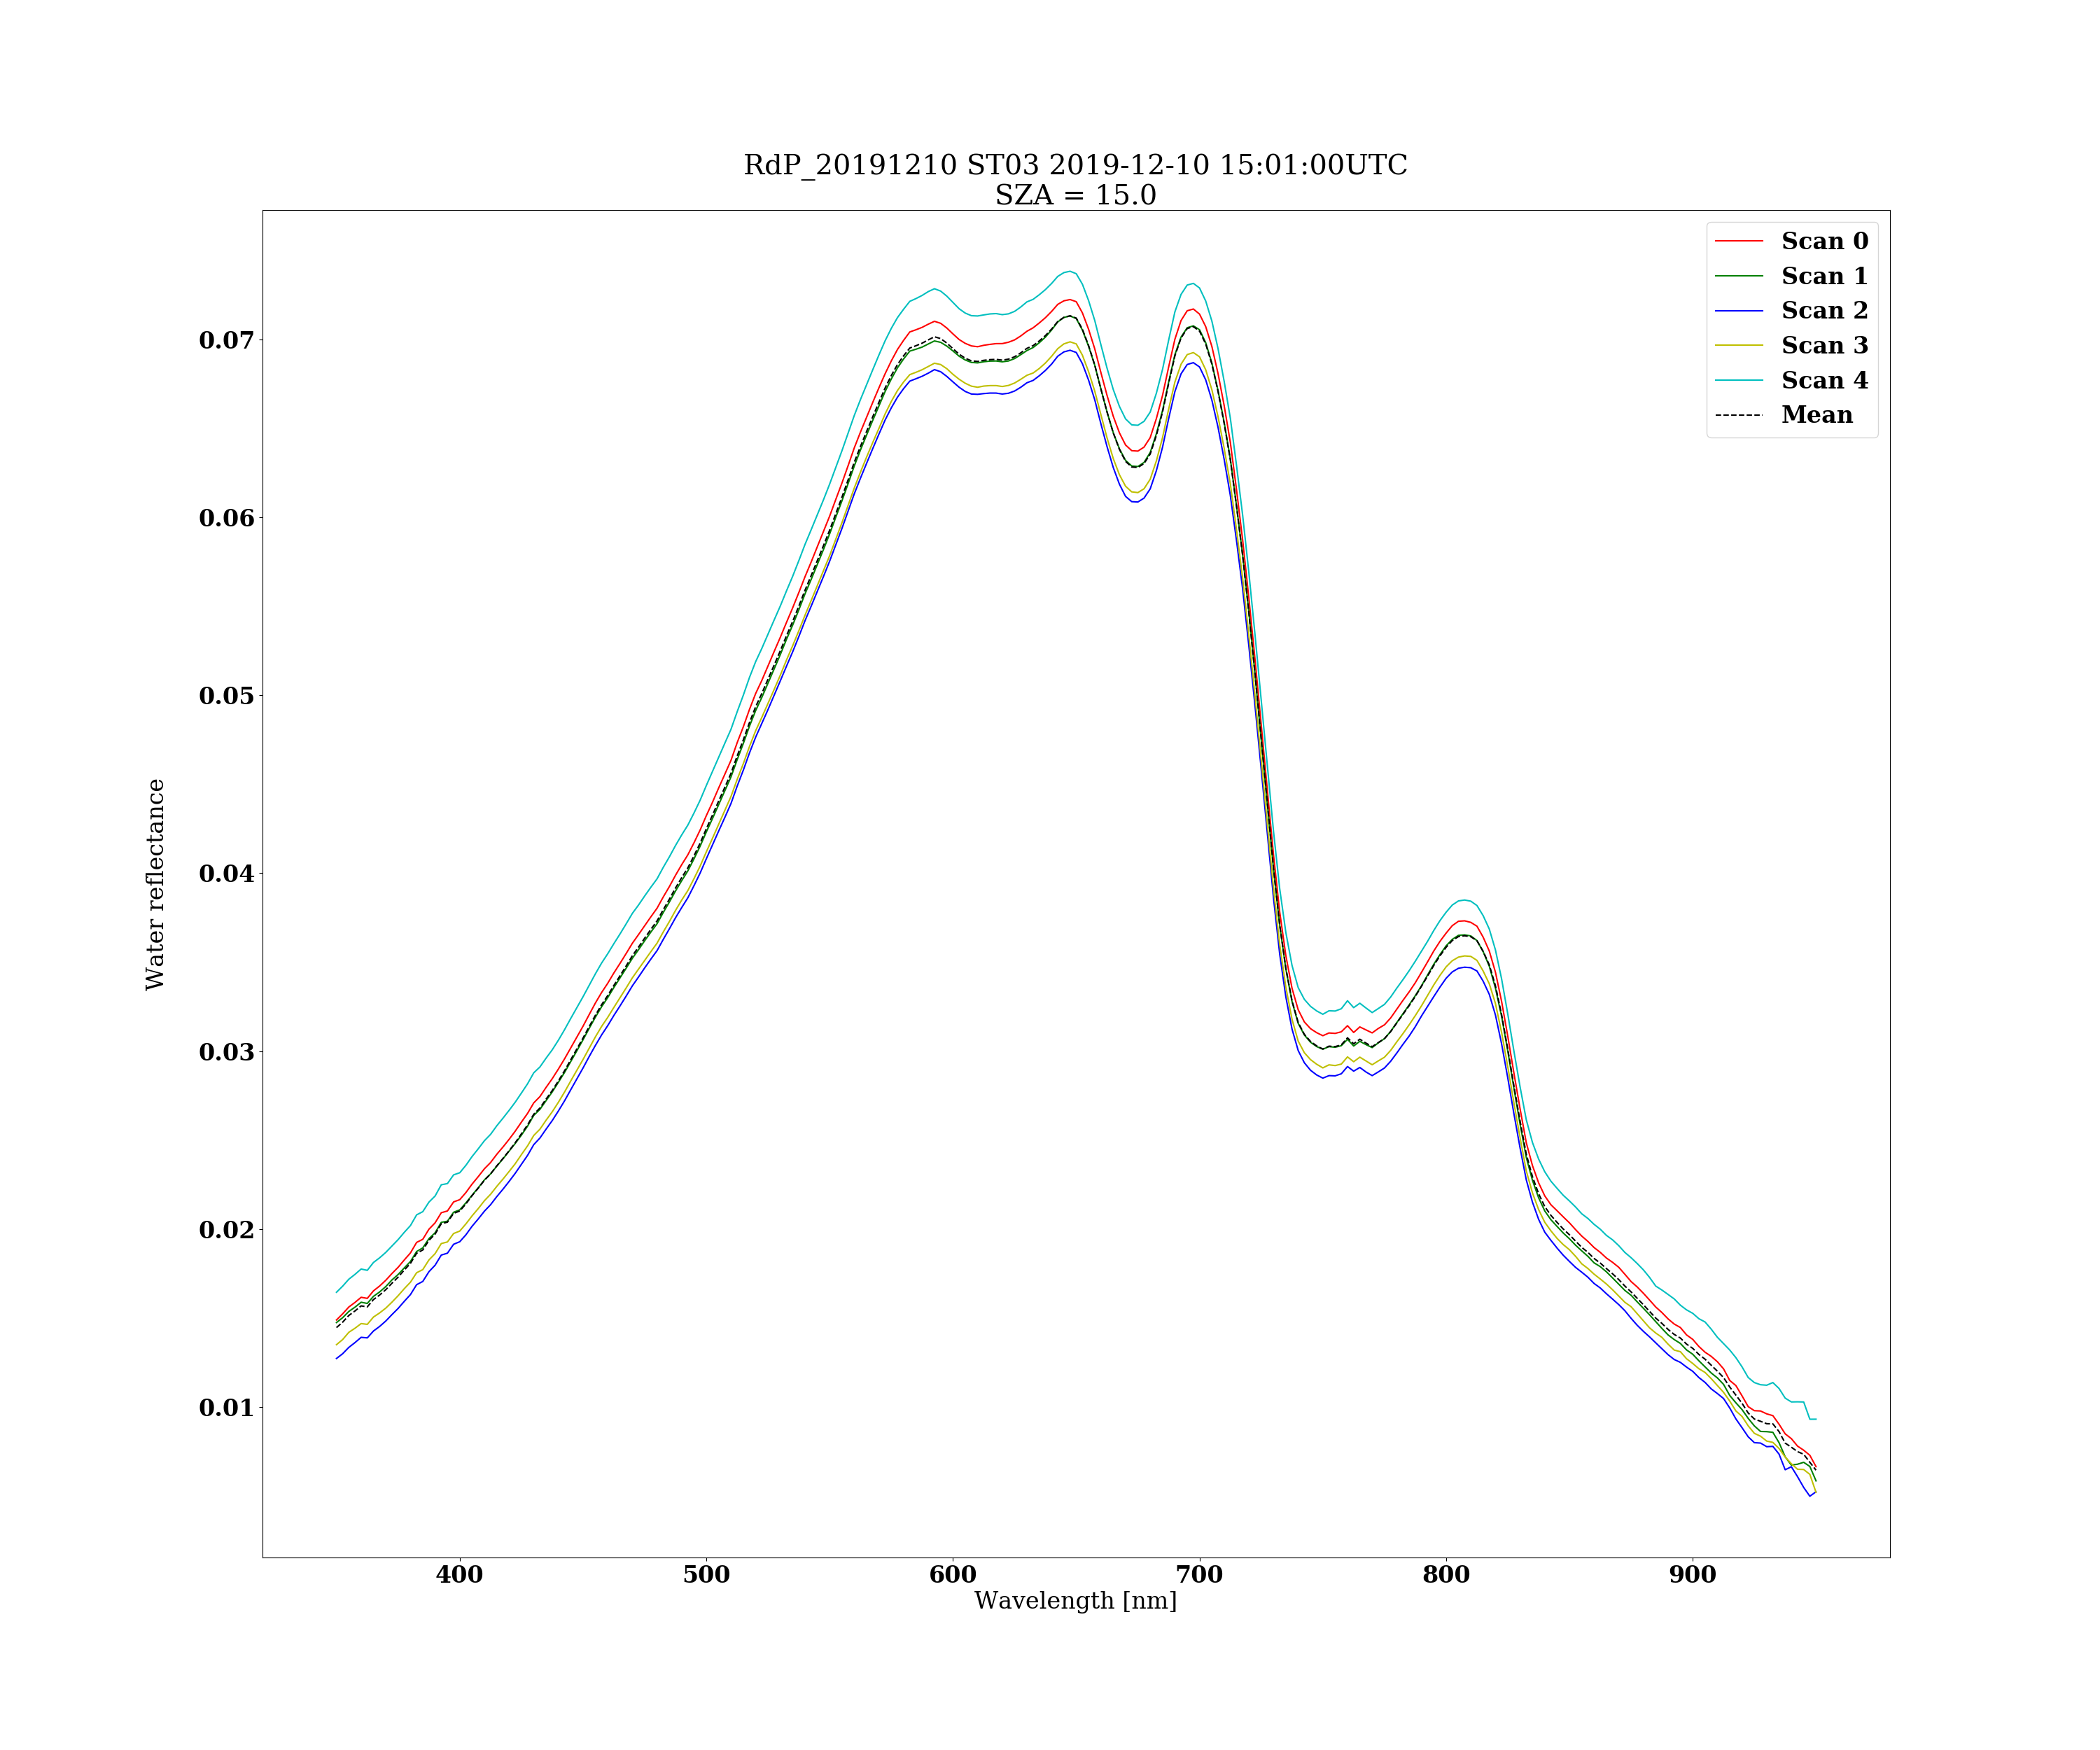 RdP_20191210 ST03 2019-12-10 15:01:00UTC
SZA = 15.0
Scan 0
Scan 1
Scan 2
Scan 3
Scan 4
Mean
Water reflectance
0.07
0.06
0.05
0.04
0.03
0.02
0.01
400 500 600 700 800 900
Wavelength [nm]